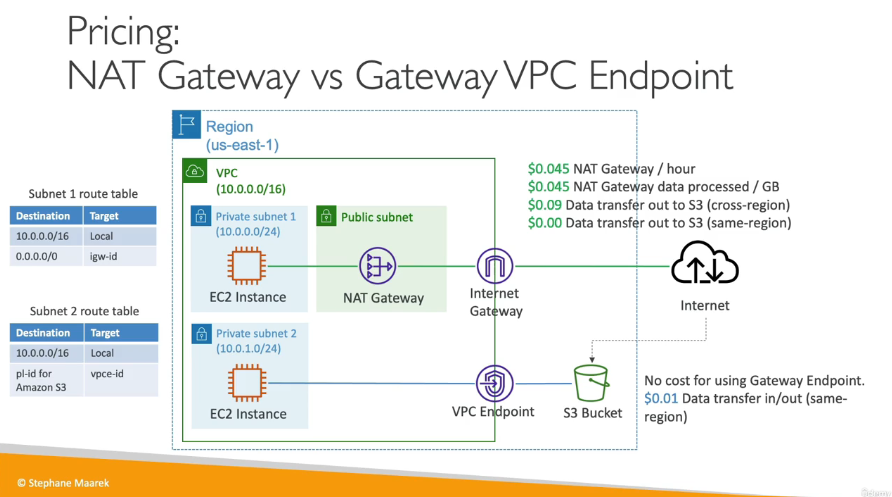 Pricing:
NAT Gateway vs Gateway VPC Endpoint
Region
(us-east-1)
VPC
(10.0.0.0/16)
$0.045 NAT Gateway / hour
$0.045 NAT Gateway data processed / GB
$0.09 Data transfer out to S3 (cross-region)
$0.00 Data transfer out to S3 (same-region)
Subnet 1 route table
Destination Target
10.0.0.0/16 Local
0.0.0.0/0 igw-id
Private subnet 1
(10.0.0.0/24)
EC2 Instance
Public subnet
NAT Gateway
Internet
Gateway
Internet
Subnet 2 route table
Destination Target
10.0.0.0/16 Local
pl-id for
Amazon S3
vpce-id
Private subnet 2
(10.0.1.0/24)
EC2 Instance
VPC Endpoint
S3 Bucket
No cost for using Gateway Endpoint.
$0.01 Data transfer in/out (same-
region)
© Stephane Maarek
Udemy